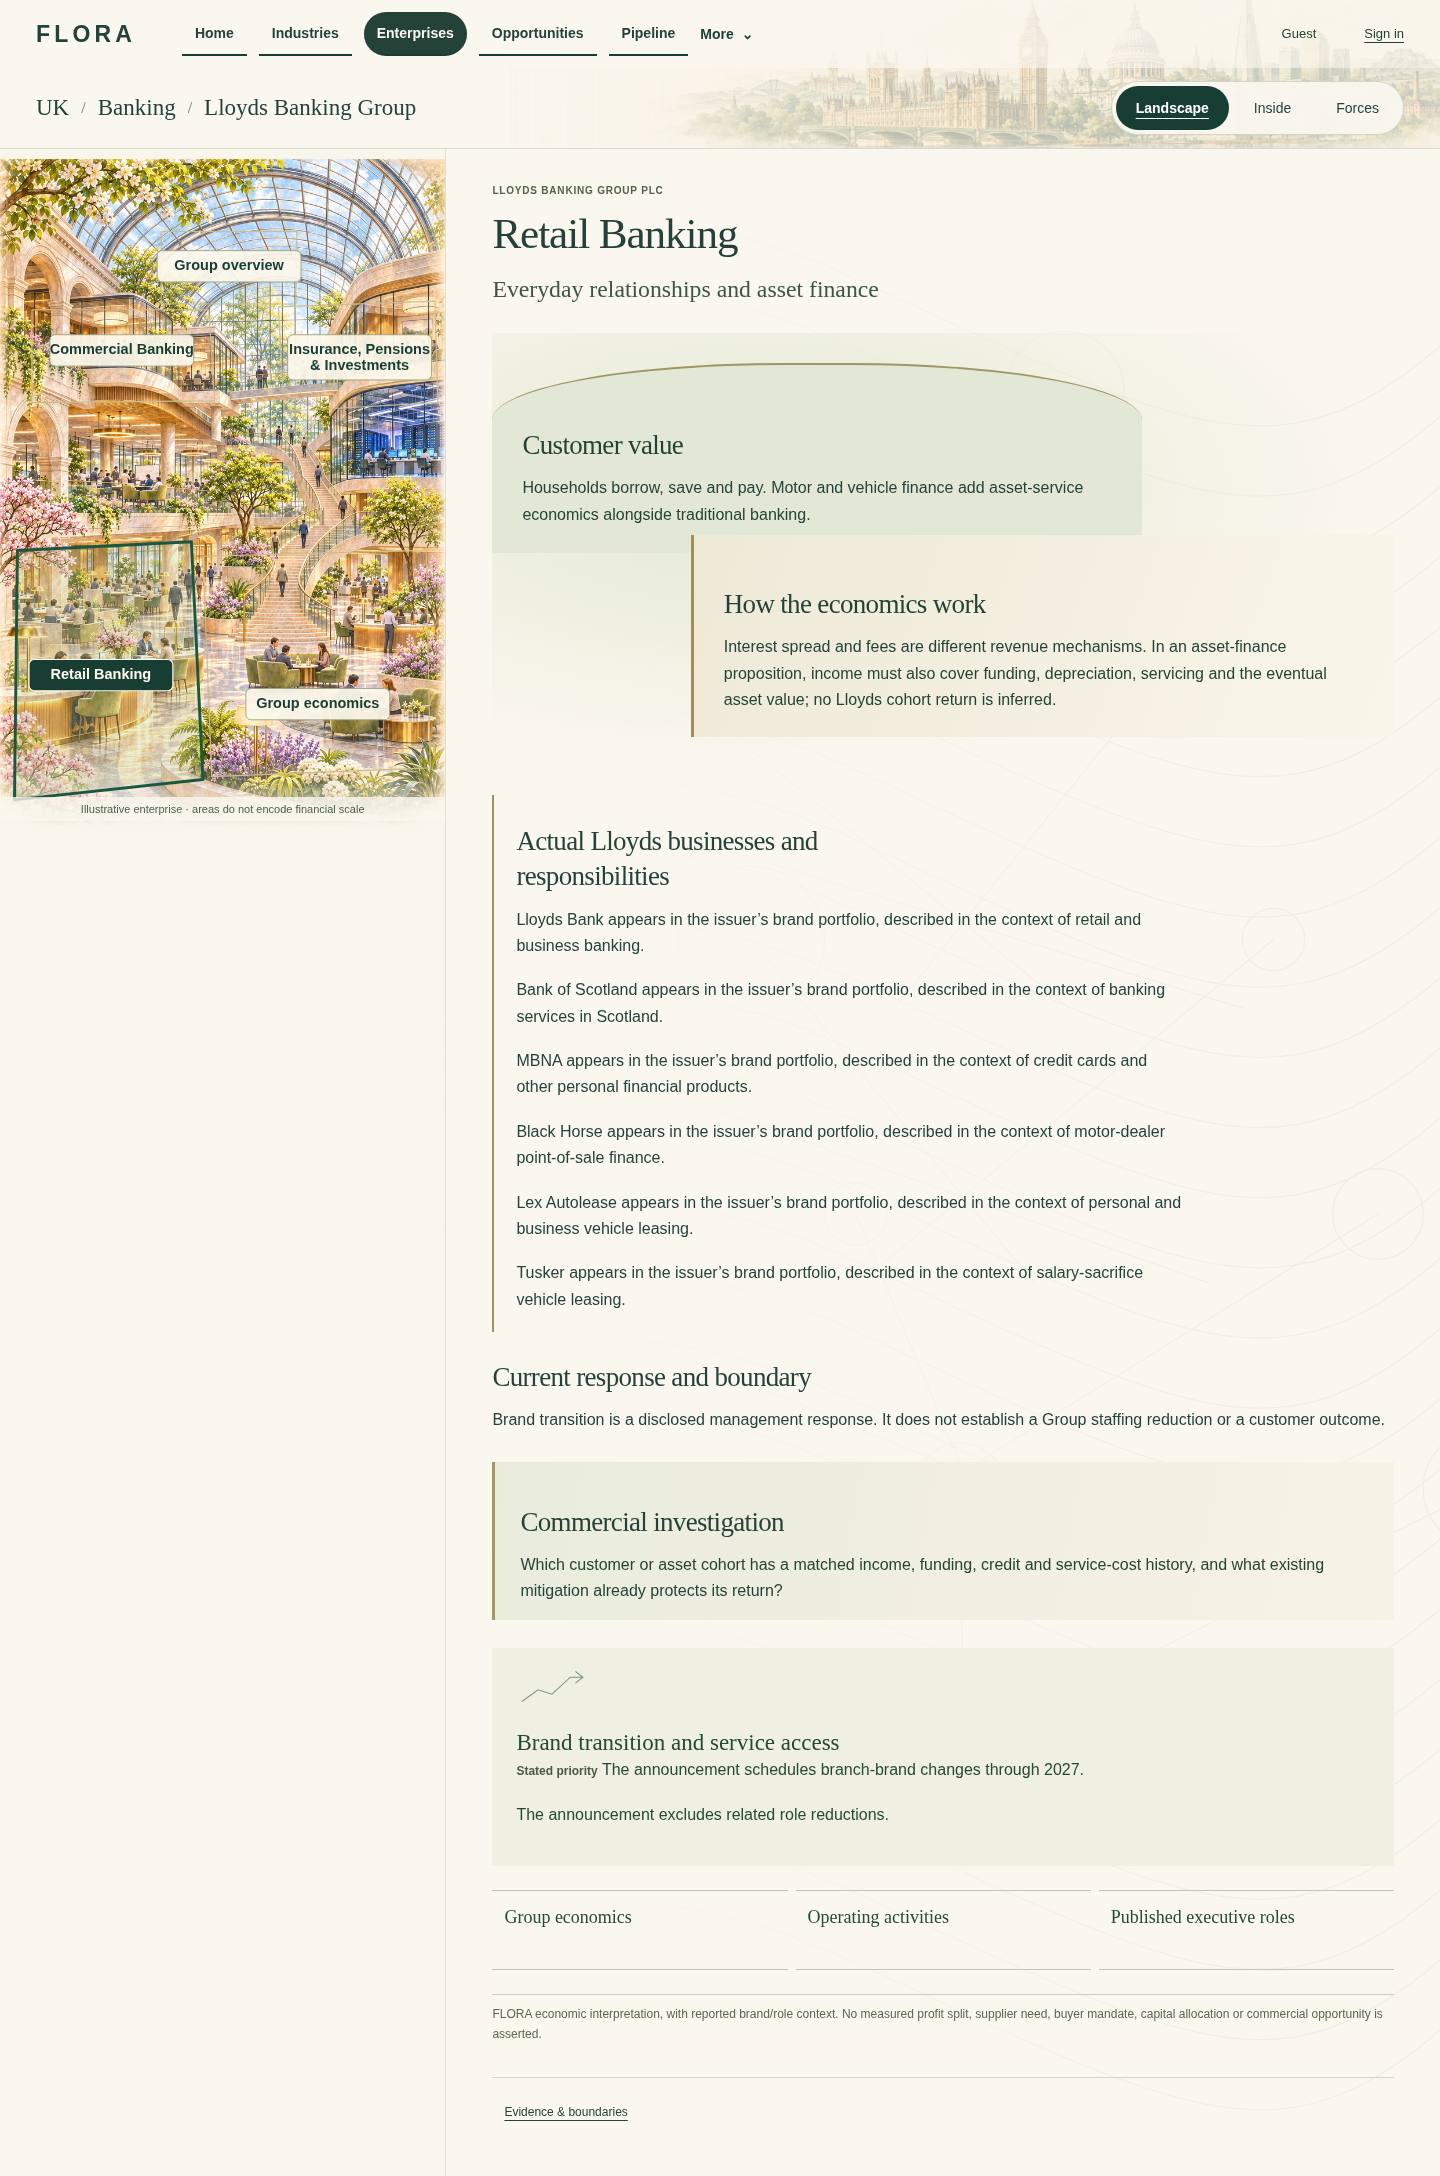 FLORA
Home
Industries
Enterprises
Opportunities
Pipeline
More
Guest
Sign in
UK / Banking / Lloyds Banking Group
Landscape
Inside
Forces
Group overview
Commercial Banking
Insurance, Pensions
& Investments
Retail Banking
Group economics
Illustrative enterprise · areas do not encode financial scale
LLOYDS BANKING GROUP PLC
Retail Banking
Everyday relationships and asset finance
Customer value
Households borrow, save and pay. Motor and vehicle finance add asset-service
economics alongside traditional banking.
How the economics work
Interest spread and fees are different revenue mechanisms. In an asset-finance
proposition, income must also cover funding, depreciation, servicing and the eventual
asset value; no Lloyds cohort return is inferred.
Actual Lloyds businesses and
responsibilities
Lloyds Bank appears in the issuer’s brand portfolio, described in the context of retail and
business banking.
Bank of Scotland appears in the issuer’s brand portfolio, described in the context of banking
services in Scotland.
MBNA appears in the issuer’s brand portfolio, described in the context of credit cards and
other personal financial products.
Black Horse appears in the issuer’s brand portfolio, described in the context of motor-dealer
point-of-sale finance.
Lex Autolease appears in the issuer’s brand portfolio, described in the context of personal and
business vehicle leasing.
Tusker appears in the issuer’s brand portfolio, described in the context of salary-sacrifice
vehicle leasing.
Current response and boundary
Brand transition is a disclosed management response. It does not establish a Group staffing reduction or a customer outcome.
Commercial investigation
Which customer or asset cohort has a matched income, funding, credit and service-cost history, and what existing
mitigation already protects its return?
Brand transition and service access
Stated priority The announcement schedules branch-brand changes through 2027.
The announcement excludes related role reductions.
Group economics
Operating activities
Published executive roles
FLORA economic interpretation, with reported brand/role context. No measured profit split, supplier need, buyer mandate, capital allocation or commercial opportunity is
asserted.
Evidence & boundaries